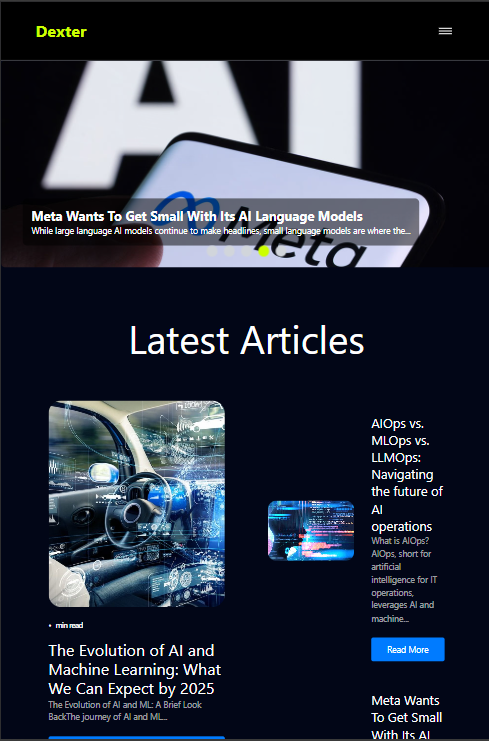 Dexter
AI
Meta
Meta Wants To Get Small With Its AI Language Models
While large language AI models continue to make headlines, small language models are where the...
Latest Articles
• min read
The Evolution of AI and
Machine Learning: What
We Can Expect by 2025
The Evolution of AI and ML: A Brief Look
BackThe journey of AI and ML...
AIOps vs.
MLOps vs.
LLMOps:
Navigating
the future of
AI
operations
What is AIOps?
AIOps, short for
artificial
intelligence for IT
operations,
leverages AI and
machine...
Read More
Meta Wants
To Get Small
With Its AI